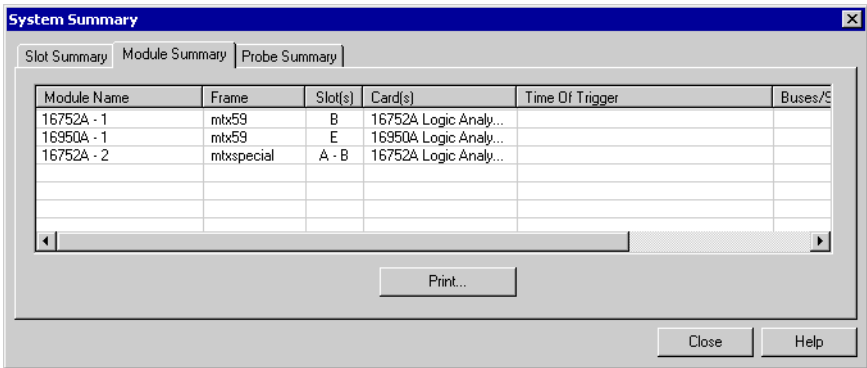 System Summary
Slot Summary Module Summary Probe Summary
Module Name Frame Slot(s) Card(s) Time Of Trigger Buses/S
16752A - 1 mtx59 B 16752A Logic Analy...
16950A - 1 mtx59 E 16950A Logic Analy...
16752A - 2 mtxspecial A - B 16752A Logic Analy...
Print...
Close Help